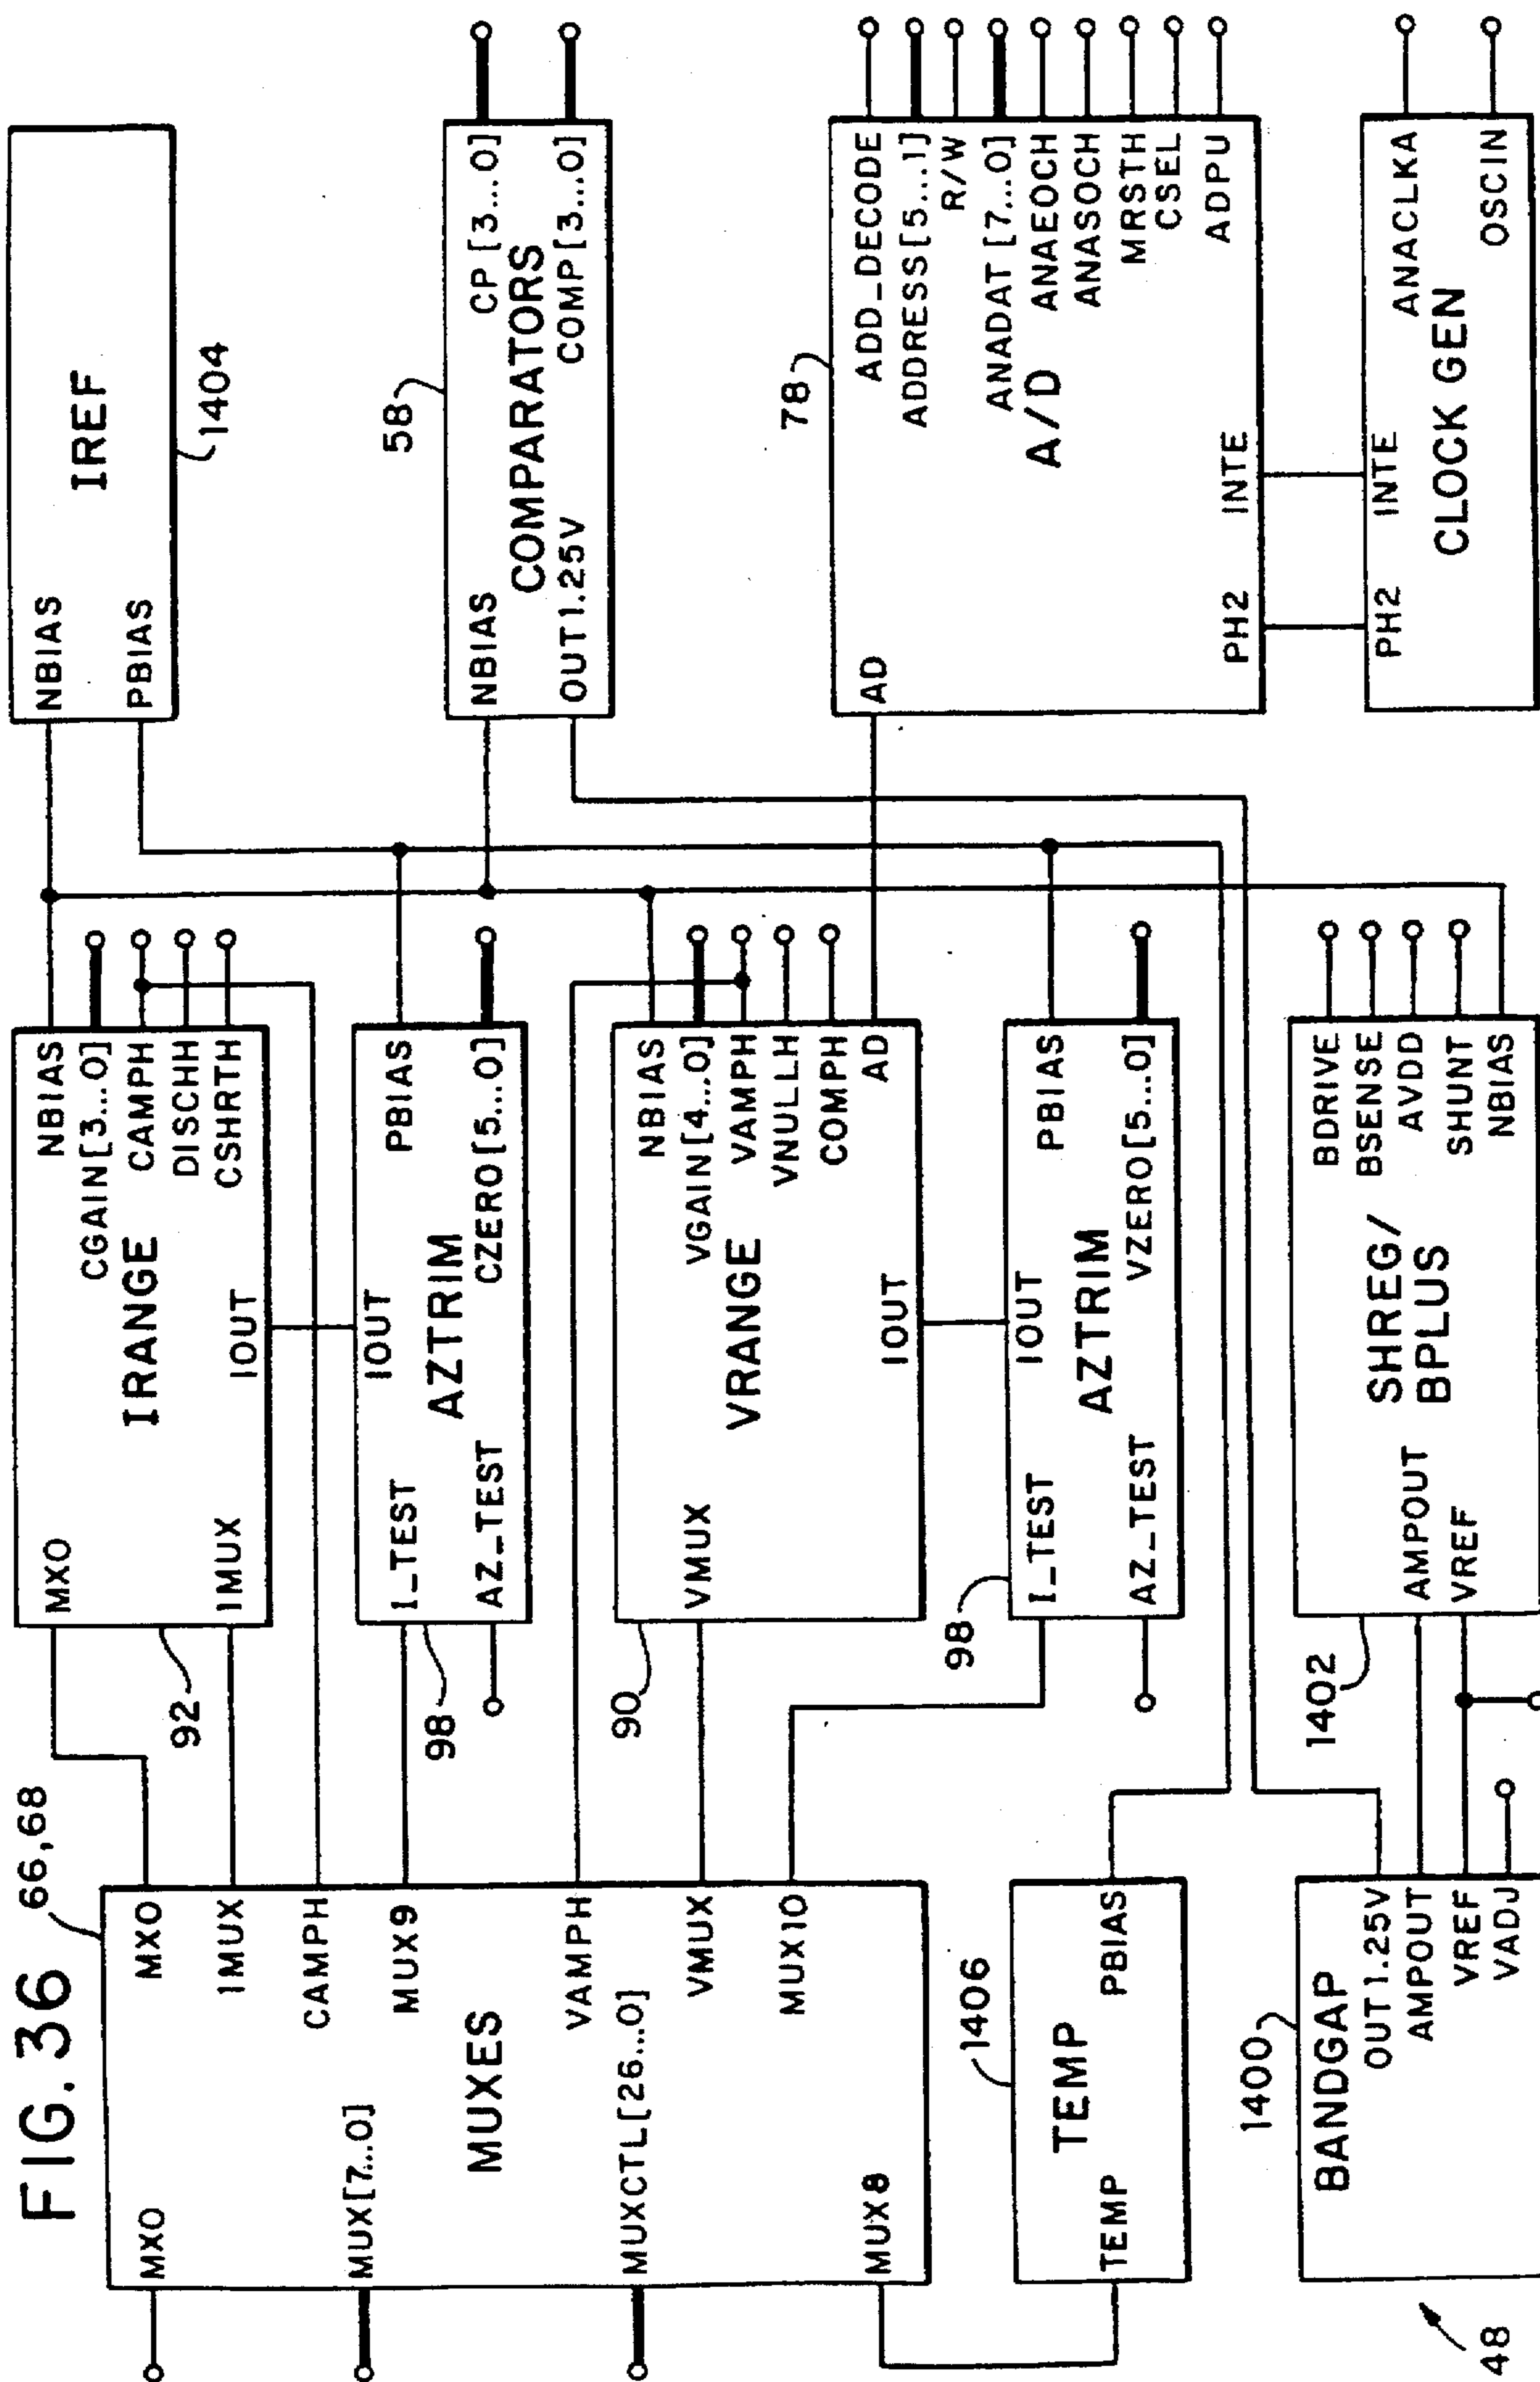 FIG. 36
66,68
MXO
MUX[7...0]
MUXCTL[26...0]
MUX8
MUXES
MXO
IMUX
CAMPH
MUX9
VAMPH
VMUX
MUX10
MXO
IMUX
92
IRANGE
IOUT
NBIAS
CGAIN[3...0]
CAMPH
DISCHH
CSHRTH
I_TEST
AZ_TEST
98
IOUT
AZTRIM
PBIAS
CZERO[5...0]
VMUX
90
VRANGE
IOUT
NBIAS
VGAIN[4...0]
VAMPH
VNULLH
COMPH
AD
I_TEST
AZ_TEST
98
IOUT
AZTRIM
PBIAS
VZERO[5...0]
NBIAS
PBIAS
IREF
1404
58
NBIAS
OUT 1.25V
COMPARATORS
CP [3...0]
COMP[3...0]
78
AD
A/D
PH2
INTE
ADD_DECODE
ADDRESS[5...1]
R/W
ANADAT [7...0]
ANAEOCH
ANASOCH
MRSTH
CSEL
ADPU
PH2
INTE
CLOCK GEN
ANACLKA
OSCIN
1406
TEMP
TEMP
PBIAS
1400
BANDGAP
OUT 1.25V
AMPOUT
VREF
VADJ
1402
AMPOUT
VREF
SHREG/
BPLUS
BDRIVE
BSENSE
AVDD
SHUNT
NBIAS
48